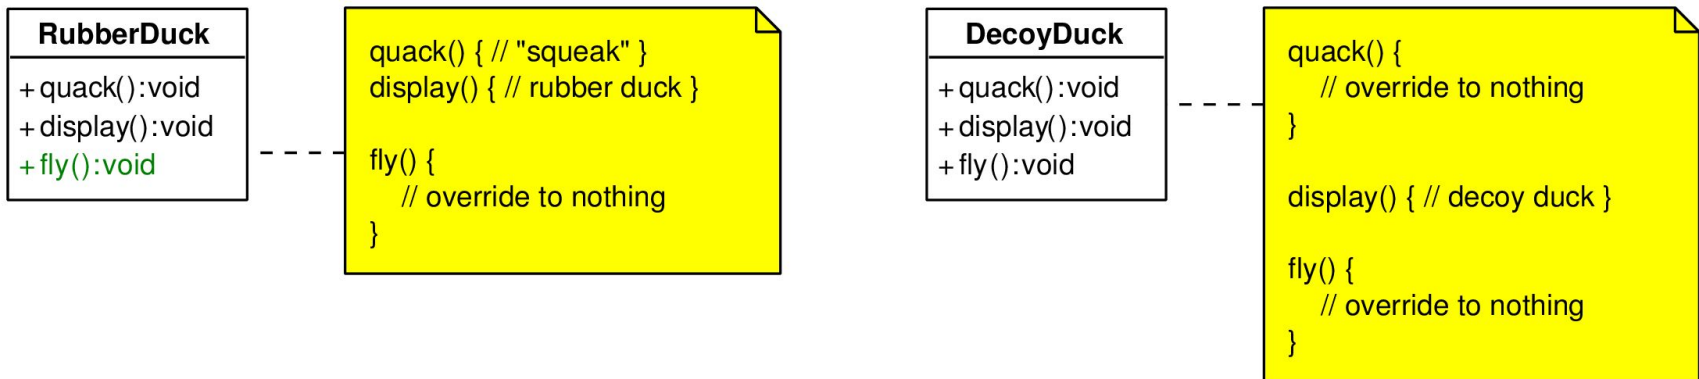 RubberDuck
+quack():void
+display():void
+fly():void
quack() { // "squeak" }
display() { // rubber duck }
fly() {
// override to nothing
}
DecoyDuck
+quack():void
+display():void
+fly():void
quack() {
// override to nothing
}
display() { // decoy duck }
fly() {
// override to nothing
}